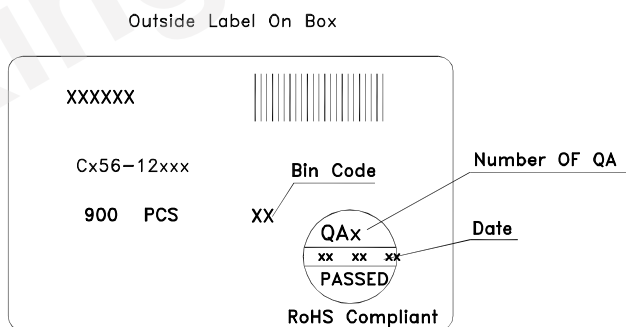 Outside Label On Box
XXXXXX
Cx56-12xxx
Bin Code
Number OF QA
900 PCS
XX
QAx
Date
xx xx xx
PASSED
RoHS Compliant